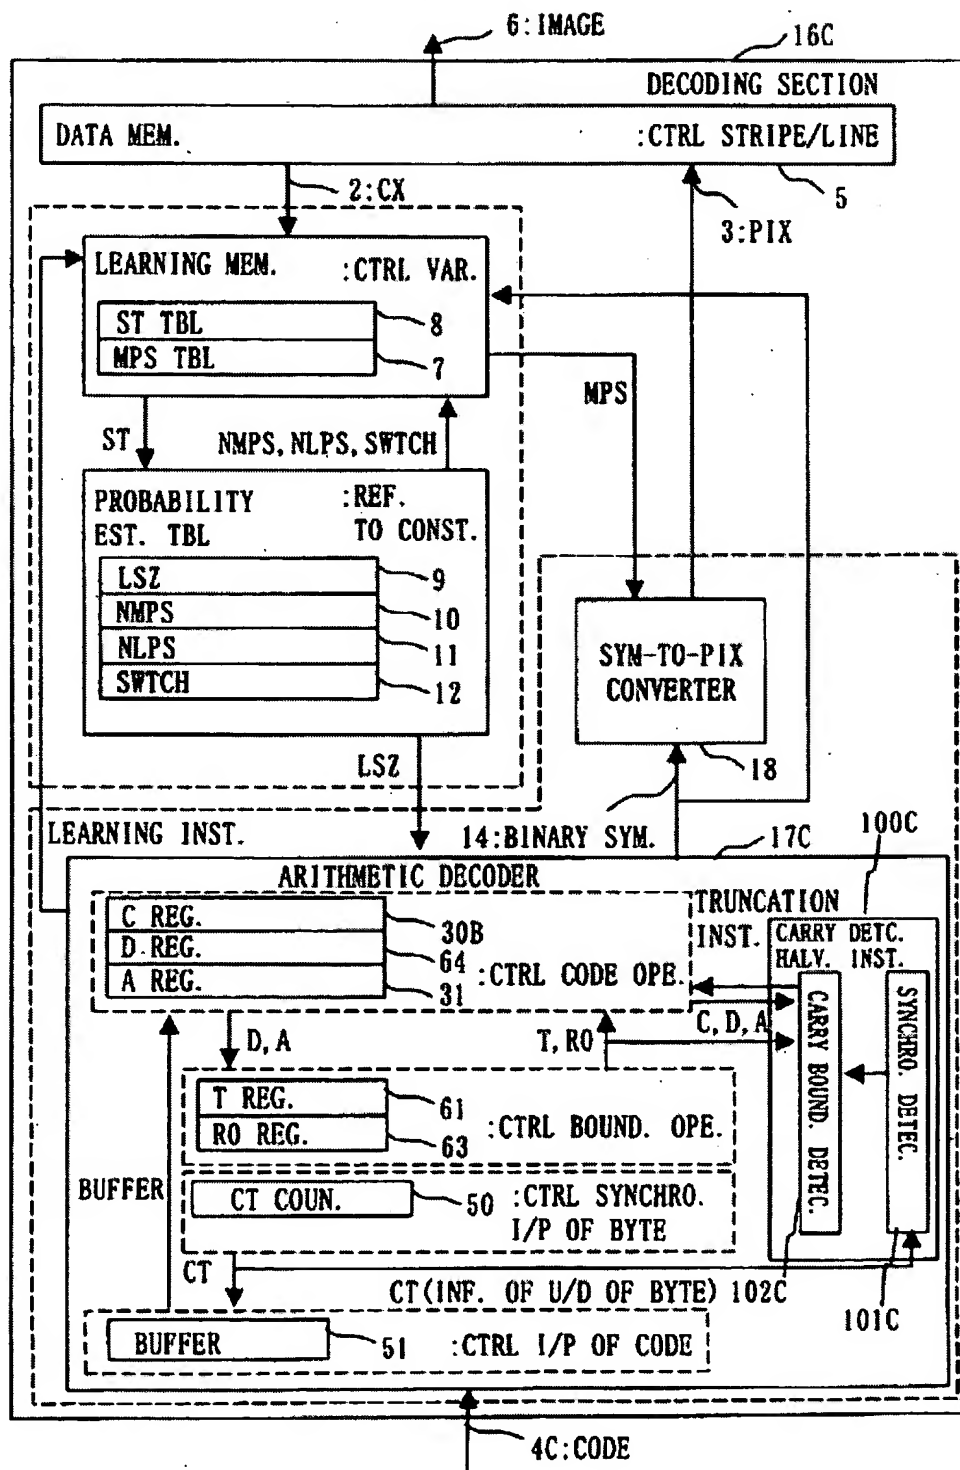 6:IMAGE
16C
DECODING SECTION
DATA MEM.
:CTRL STRIPE/LINE
2:CX
3:PIX
5
LEARNING MEM.
:CTRL VAR.
ST TBL
8
MPS TBL
7
MPS
ST
NMPS, NLPS, SWTCH
PROBABILITY
EST. TBL
:REF.
TO CONST.
LSZ
9
NMPS
10
NLPS
11
SWTCH
12
SYM-TO-PIX
CONVERTER
18
LSZ
LEARNING INST.
14:BINARY SYM.
17C
100C
ARITHMETIC DECODER
TRUNCATION
INST.
C REG.
30B
D REG.
64
A REG.
31
:CTRL CODE OPE.
CARRY DETC.
HALV. INST.
CARRY BOUND. DETEC.
SYNCHRO. DETEC.
C, D, A
D, A
T, R0
T REG.
61
R0 REG.
63
:CTRL BOUND. OPE.
BUFFER
CT COUN.
50
:CTRL SYNCHRO.
I/P OF BYTE
CT
CT(INF. OF U/D OF BYTE)
102C
101C
BUFFER
51
:CTRL I/P OF CODE
4C:CODE